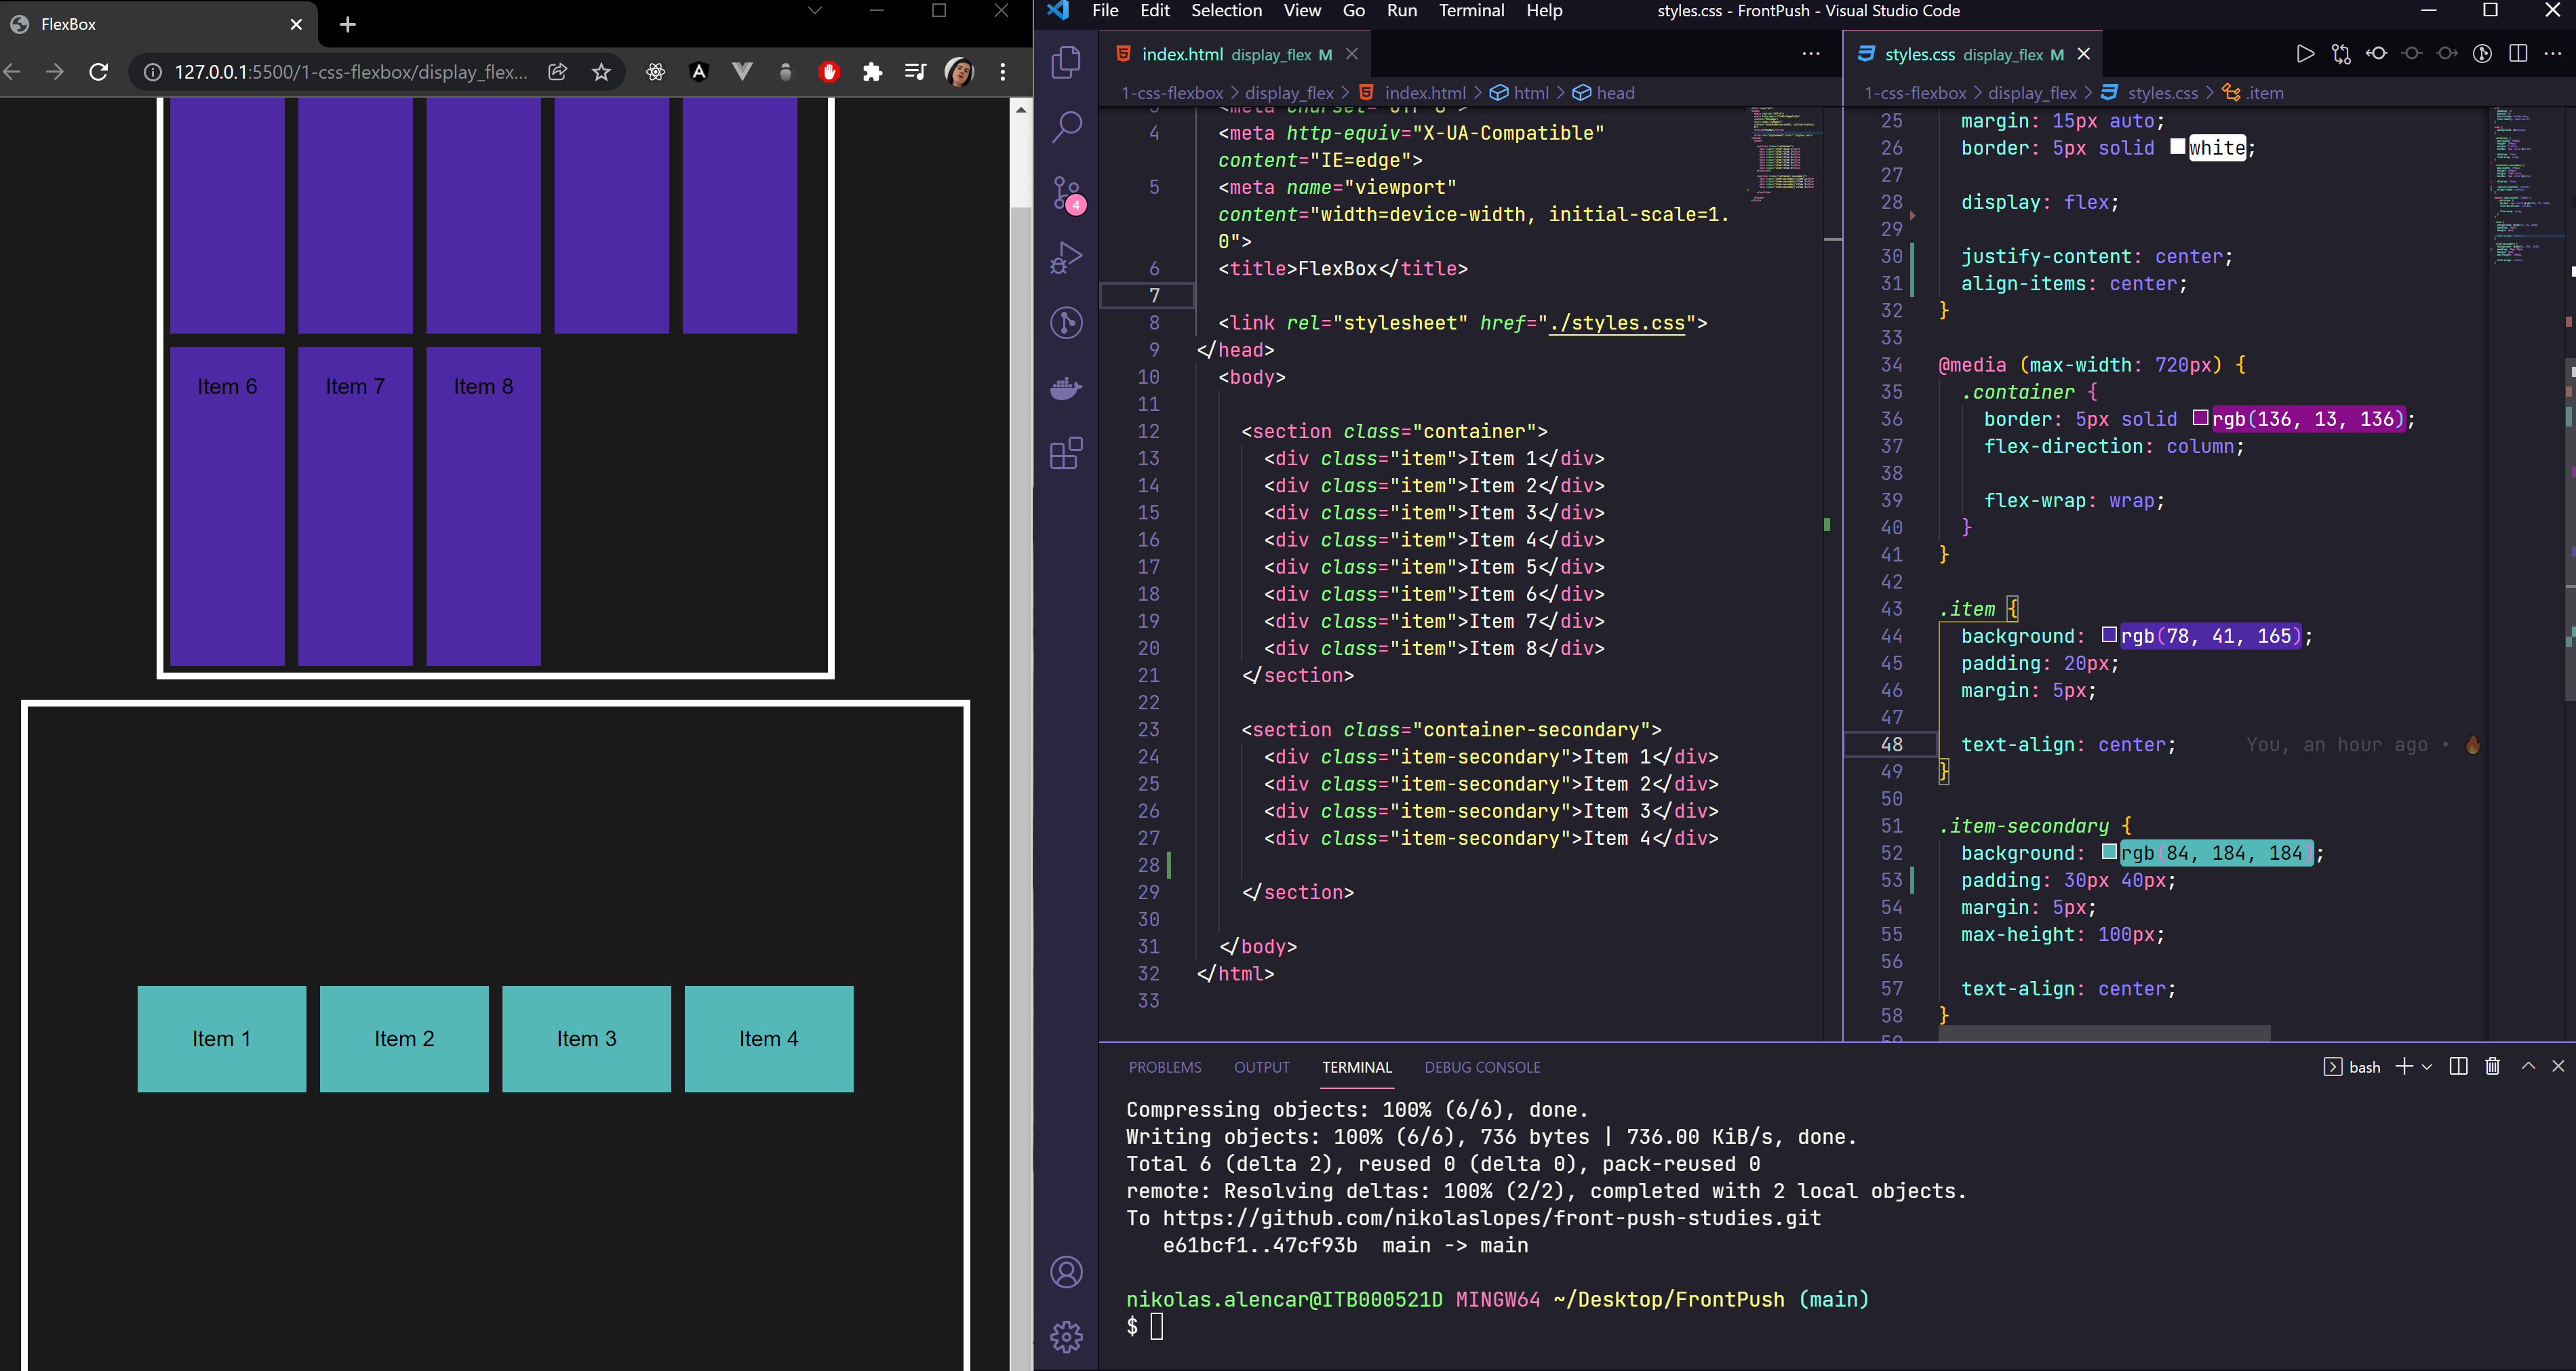 FlexBox
127.0.0.1:5500/1-css-flexbox/display_flex...
Item 6
Item 7
Item 8
Item 1
Item 2
Item 3
Item 4
File Edit Selection View Go Run Terminal Help
styles.css - FrontPush - Visual Studio Code
4
index.html display_flex M
1-css-flexbox > display_flex > index.html > html > head
4 <meta http-equiv="X-UA-Compatible"
content="IE=edge">
5 <meta name="viewport"
content="width=device-width, initial-scale=1.
0">
6 <title>FlexBox</title>
7
8 <link rel="stylesheet" href="./styles.css">
9 </head>
10 <body>
11
12 <section class="container">
13 <div class="item">Item 1</div>
14 <div class="item">Item 2</div>
15 <div class="item">Item 3</div>
16 <div class="item">Item 4</div>
17 <div class="item">Item 5</div>
18 <div class="item">Item 6</div>
19 <div class="item">Item 7</div>
20 <div class="item">Item 8</div>
21 </section>
22
23 <section class="container-secondary">
24 <div class="item-secondary">Item 1</div>
25 <div class="item-secondary">Item 2</div>
26 <div class="item-secondary">Item 3</div>
27 <div class="item-secondary">Item 4</div>
28
29 </section>
30
31 </body>
32 </html>
33
styles.css display_flex M
1-css-flexbox > display_flex > styles.css > .item
25 margin: 15px auto;
26 border: 5px solid white;
27
28 display: flex;
29
30 justify-content: center;
31 align-items: center;
32 }
33
34 @media (max-width: 720px) {
35 .container {
36 border: 5px solid rgb(136, 13, 136);
37 flex-direction: column;
38
39 flex-wrap: wrap;
40 }
41 }
42
43 .item {
44 background: rgb(78, 41, 165);
45 padding: 20px;
46 margin: 5px;
47
48 text-align: center; You, an hour ago •
49 }
50
51 .item-secondary {
52 background: rgb(84, 184, 184);
53 padding: 30px 40px;
54 margin: 5px;
55 max-height: 100px;
56
57 text-align: center;
58 }
PROBLEMS OUTPUT TERMINAL DEBUG CONSOLE
bash
Compressing objects: 100% (6/6), done.
Writing objects: 100% (6/6), 736 bytes | 736.00 KiB/s, done.
Total 6 (delta 2), reused 0 (delta 0), pack-reused 0
remote: Resolving deltas: 100% (2/2), completed with 2 local objects.
To https://github.com/nikolaslopes/front-push-studies.git
e61bcf1..47cf93b main -> main
nikolas.alencar@ITB000521D MINGW64 ~/Desktop/FrontPush (main)
$